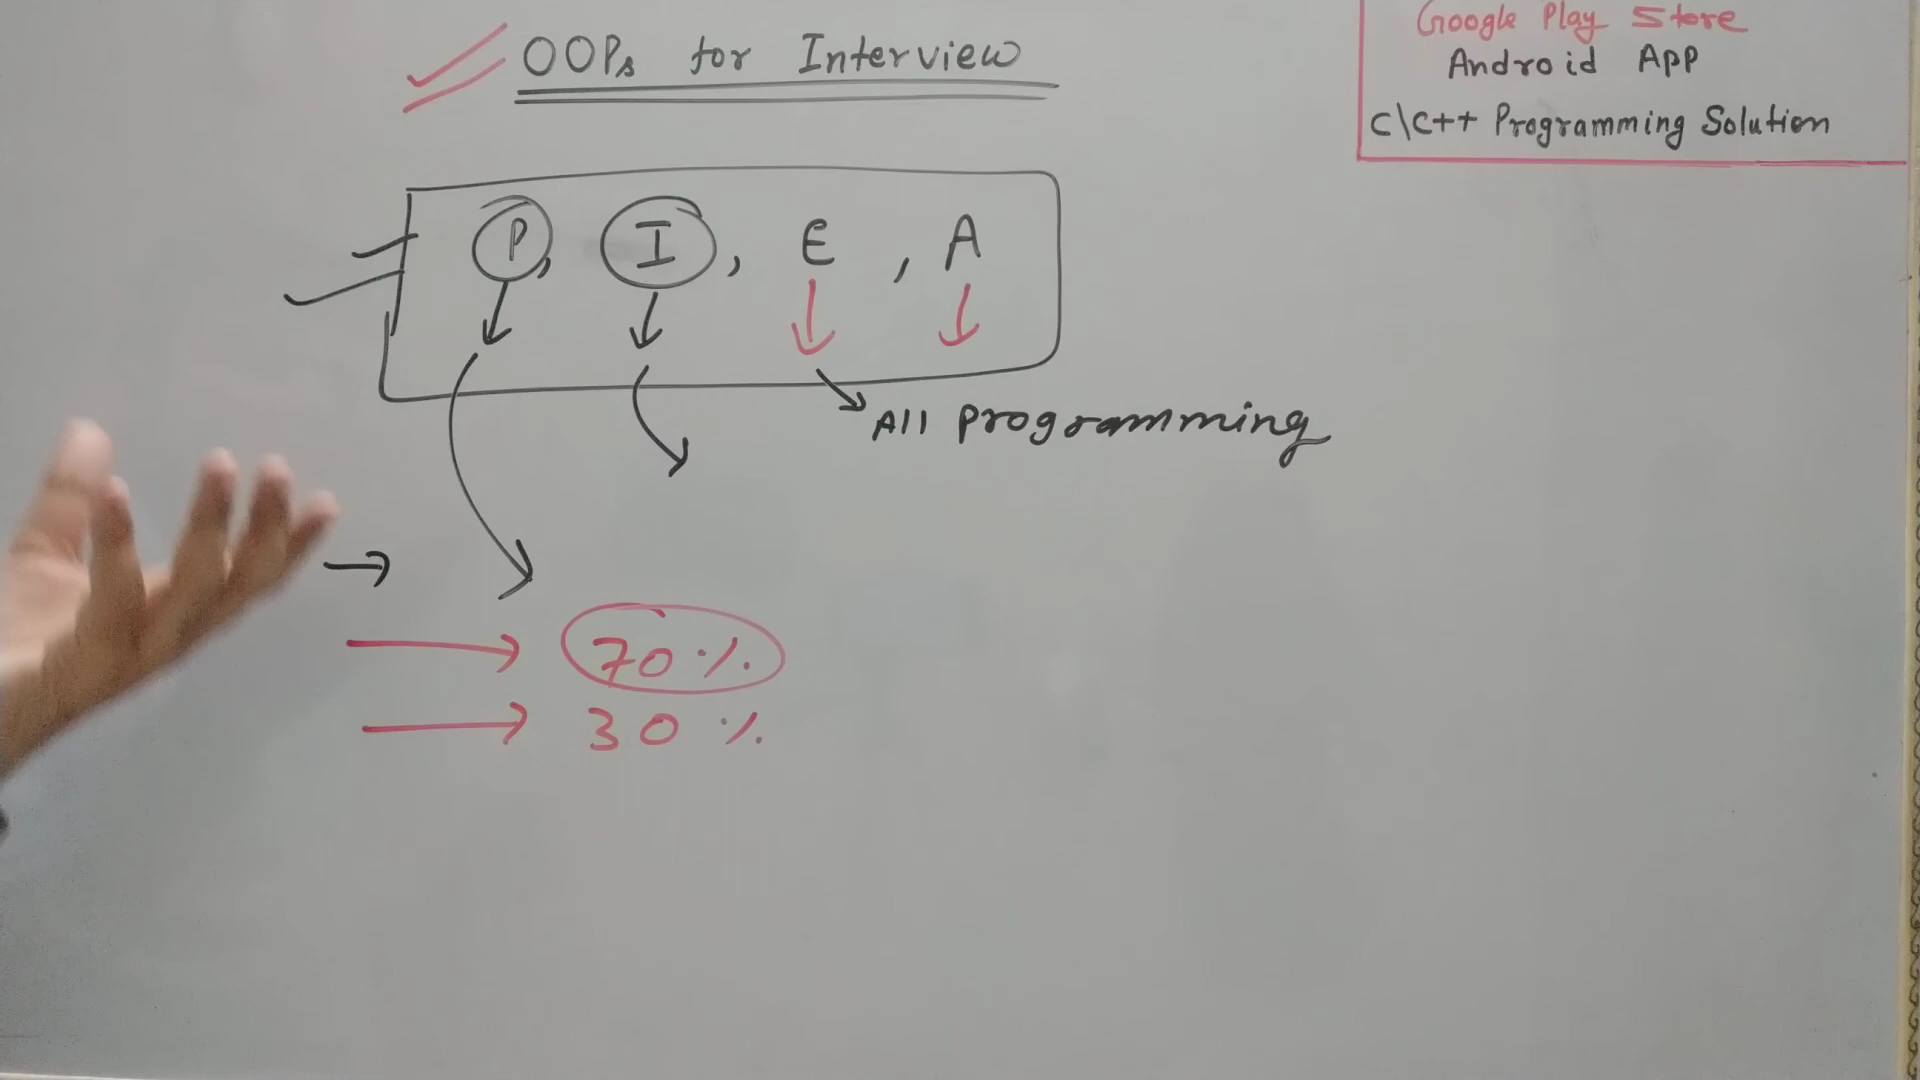 OOPs for Interview
Google Play Store
Android App
C\C++ Programming Solution
P, I, E, A
All programming
70%
30%